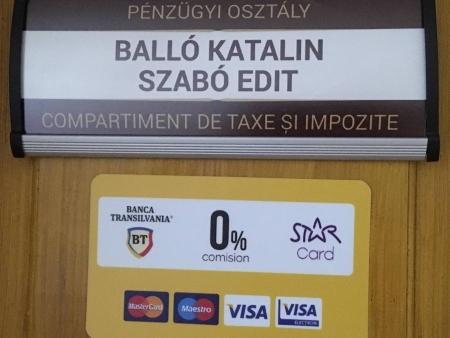 PÉNZÜGYI OSZTÁLY
BALLÓ KATALIN
SZABÓ EDIT
COMPARTIMENT DE TAXE ȘI IMPOZITE
BANCA
TRANSILVANIA®
BT
0%
comision
STAR
Card
MasterCard
Maestro
VISA
VISA
ELECTRON